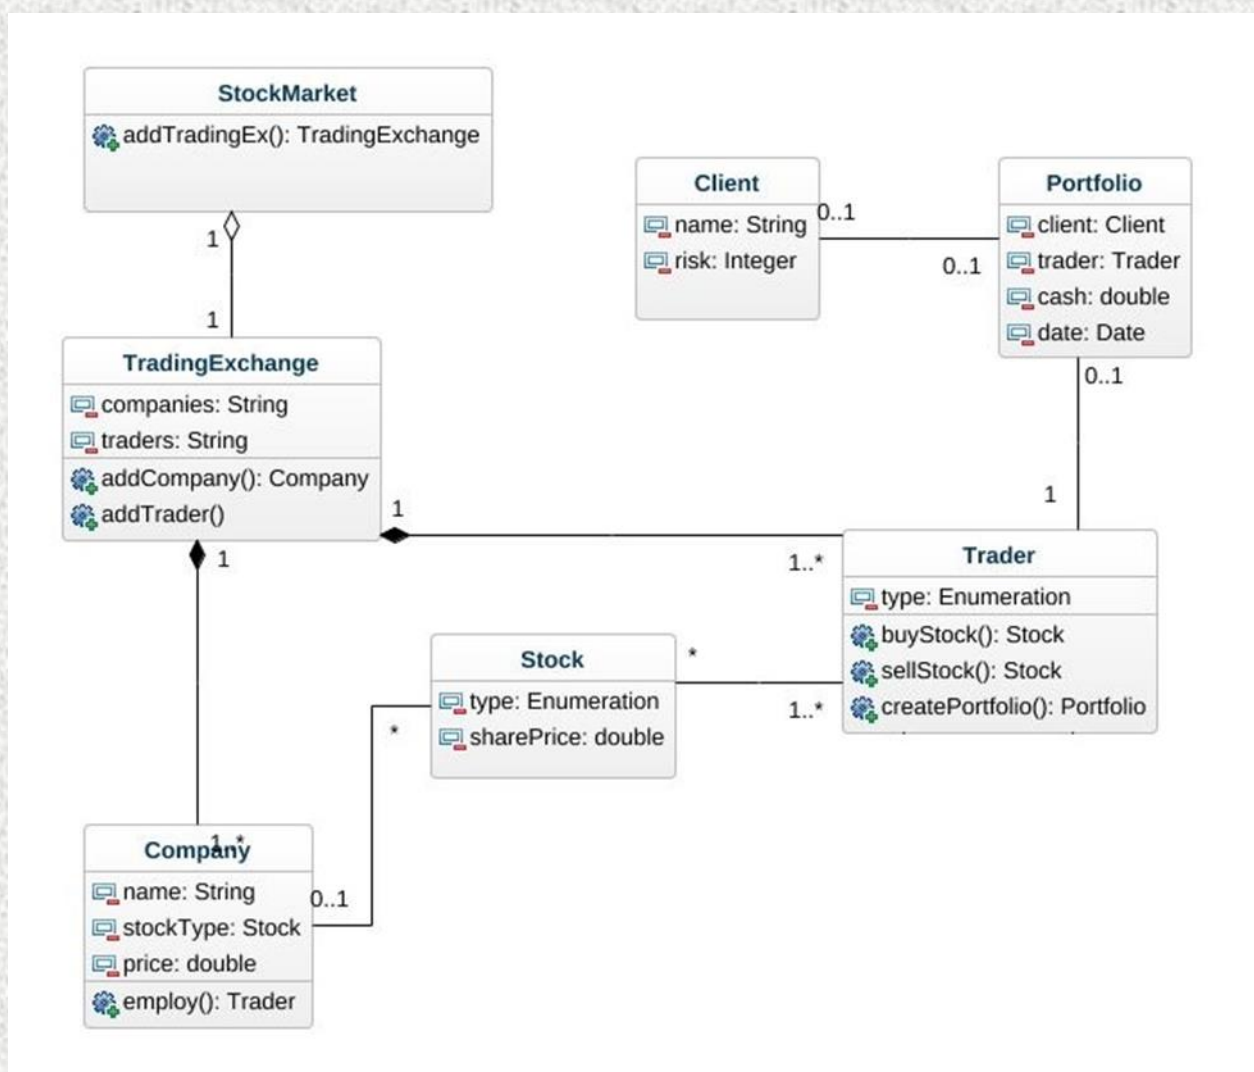 StockMarket
addTradingEx(): TradingExchange
1
1
TradingExchange
companies: String
traders: String
addCompany(): Company
addTrader()
1
1
Client
name: String
risk: Integer
0..1
0..1
Portfolio
client: Client
trader: Trader
cash: double
date: Date
0..1
1
1..*
Trader
type: Enumeration
buyStock(): Stock
sellStock(): Stock
createPortfolio(): Portfolio
*
1..*
Stock
type: Enumeration
sharePrice: double
*
1..*
Company
name: String
stockType: Stock
price: double
employ(): Trader
0..1